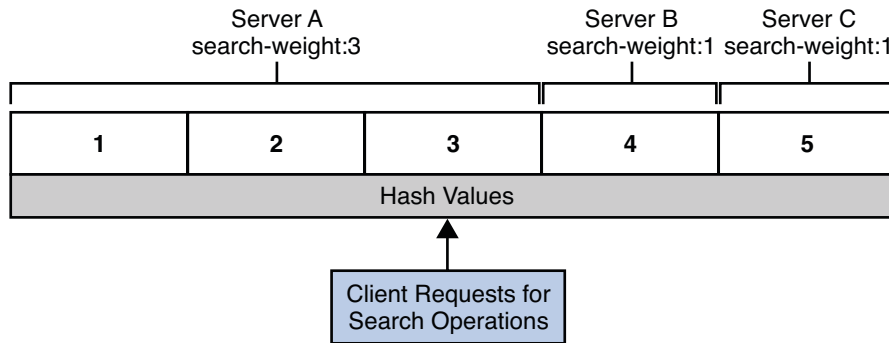 Server A
search-weight:3
Server B
search-weight:1
Server C
search-weight:1
1 2 3 4 5
Hash Values
Client Requests for
Search Operations